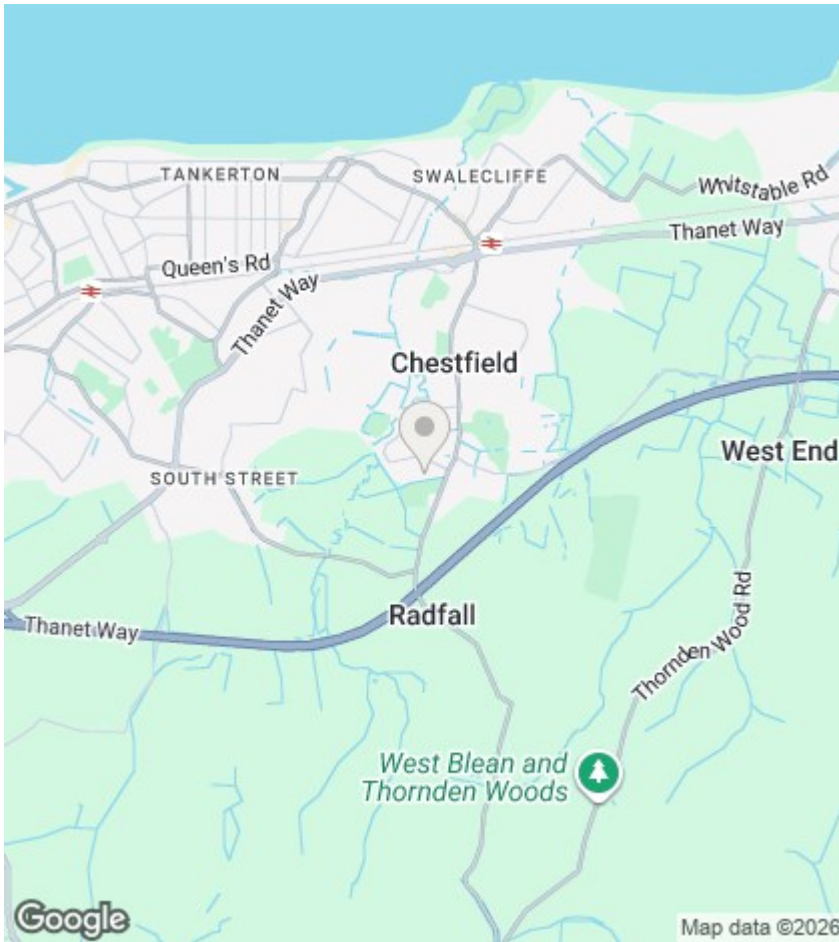 TANKERTON
SWALECLIFFE
Whitstable Rd
Thanet Way
Queen's Rd
Thanet Way
Chestfield
West End
SOUTH STREET
Radfall
Thanet Way
Thornden Wood Rd
West Blean and
Thornden Woods
Google
Map data ©2026